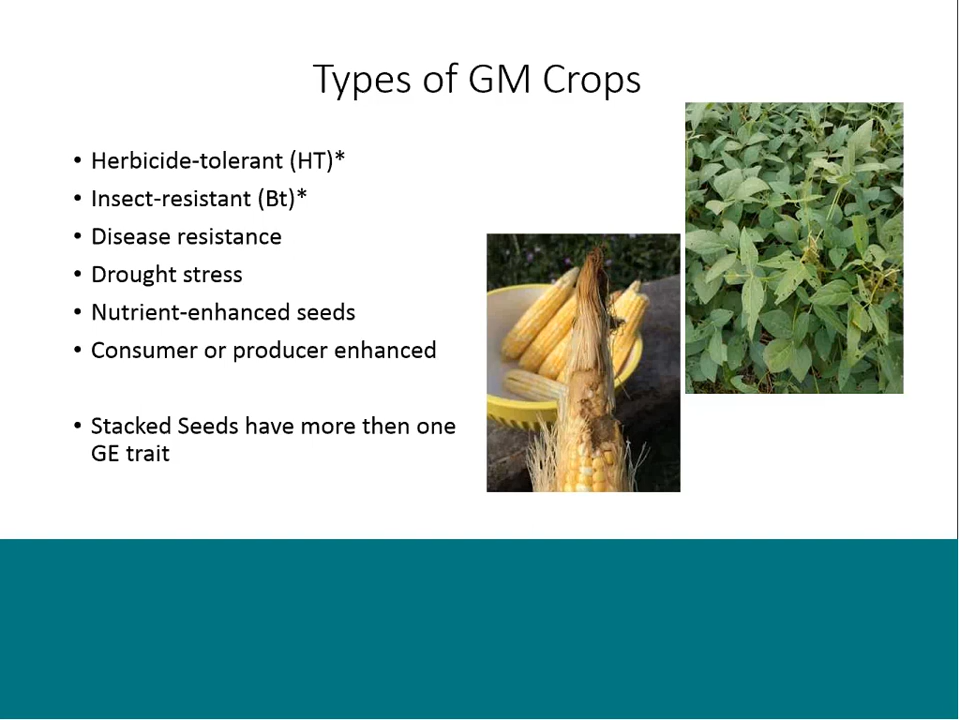 Types of GM Crops
• Herbicide-tolerant (HT)*
• Insect-resistant (Bt)*
• Disease resistance
• Drought stress
• Nutrient-enhanced seeds
• Consumer or producer enhanced
• Stacked Seeds have more then one
GE trait